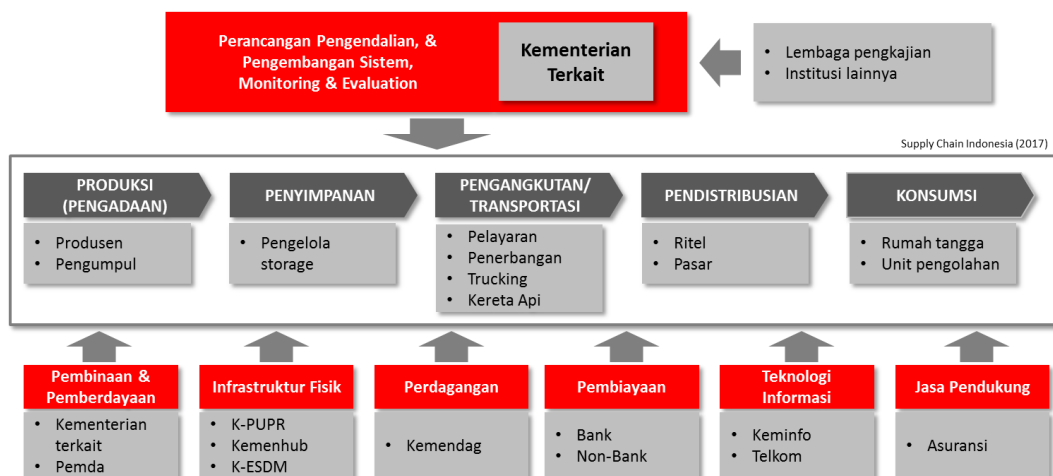 Perancangan Pengendalian, &
Pengembangan Sistem,
Monitoring & Evaluation
Kementerian
Terkait
• Lembaga pengkajian
• Institusi lainnya
Supply Chain Indonesia (2017)
PRODUKSI
(PENGADAAN)
• Produsen
• Pengumpul
PENYIMPANAN
• Pengelola
storage
PENGANGKUTAN/
TRANSPORTASI
• Pelayaran
• Penerbangan
• Trucking
• Kereta Api
PENDISTRIBUSIAN
• Ritel
• Pasar
KONSUMSI
• Rumah tangga
• Unit pengolahan
Pembinaan &
Pemberdayaan
• Kementerian
terkait
• Pemda
Infrastruktur Fisik
• K-PUPR
• Kemenhub
• K-ESDM
Perdagangan
• Kemendag
Pembiayaan
• Bank
• Non-Bank
Teknologi
Informasi
• Keminfo
• Telkom
Jasa Pendukung
• Asuransi